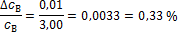 Δc_B / c_B = 0,01 / 3,00 = 0,0033 = 0,33 %